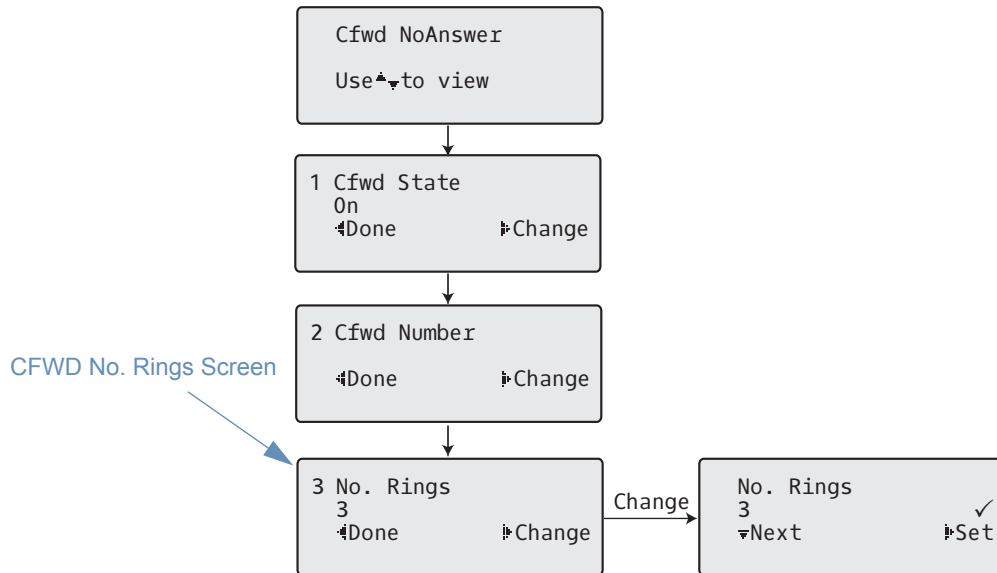 Cfwd NoAnswer
Use to view
1 Cfwd State
On
Done Change
2 Cfwd Number
Done Change
CFWD No. Rings Screen
3 No. Rings
3
Done Change
Change
No. Rings
3 ✓
Next Set